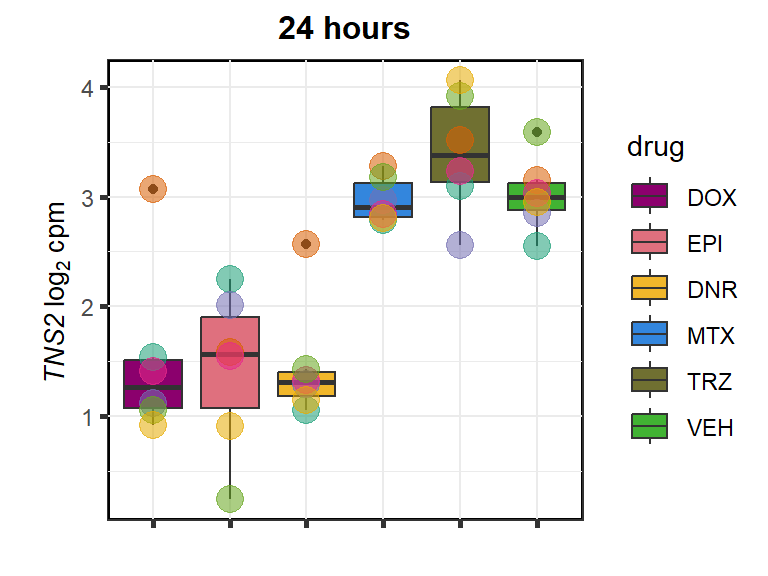 24 hours
TNS2 log₂ cpm
4
3
2
1
drug
DOX
EPI
DNR
MTX
TRZ
VEH